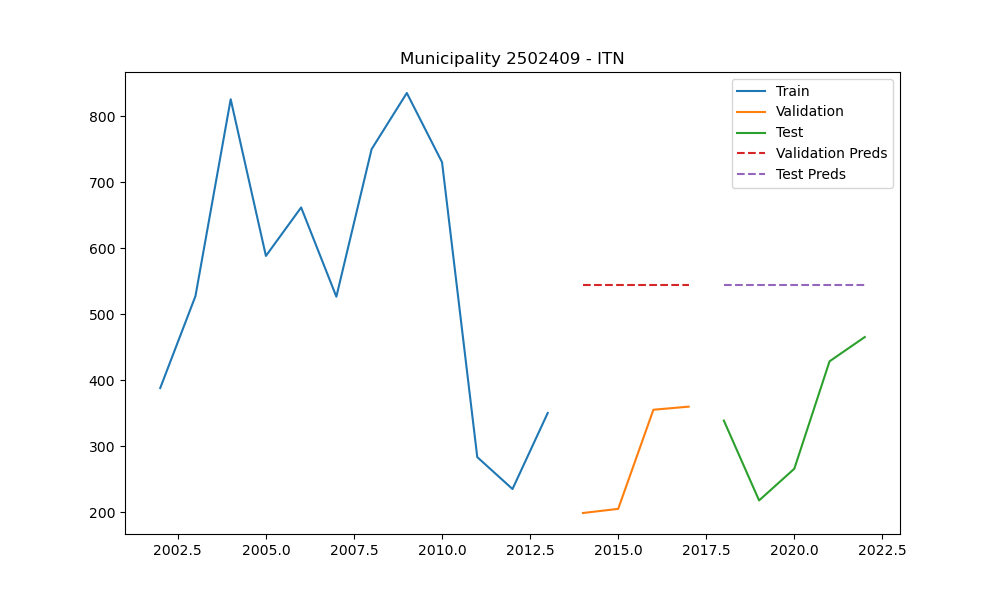 Municipality 2502409 - ITN
Train
Validation
Test
Validation Preds
Test Preds
800
700
600
500
400
300
200
2002.5 2005.0 2007.5 2010.0 2012.5 2015.0 2017.5 2020.0 2022.5